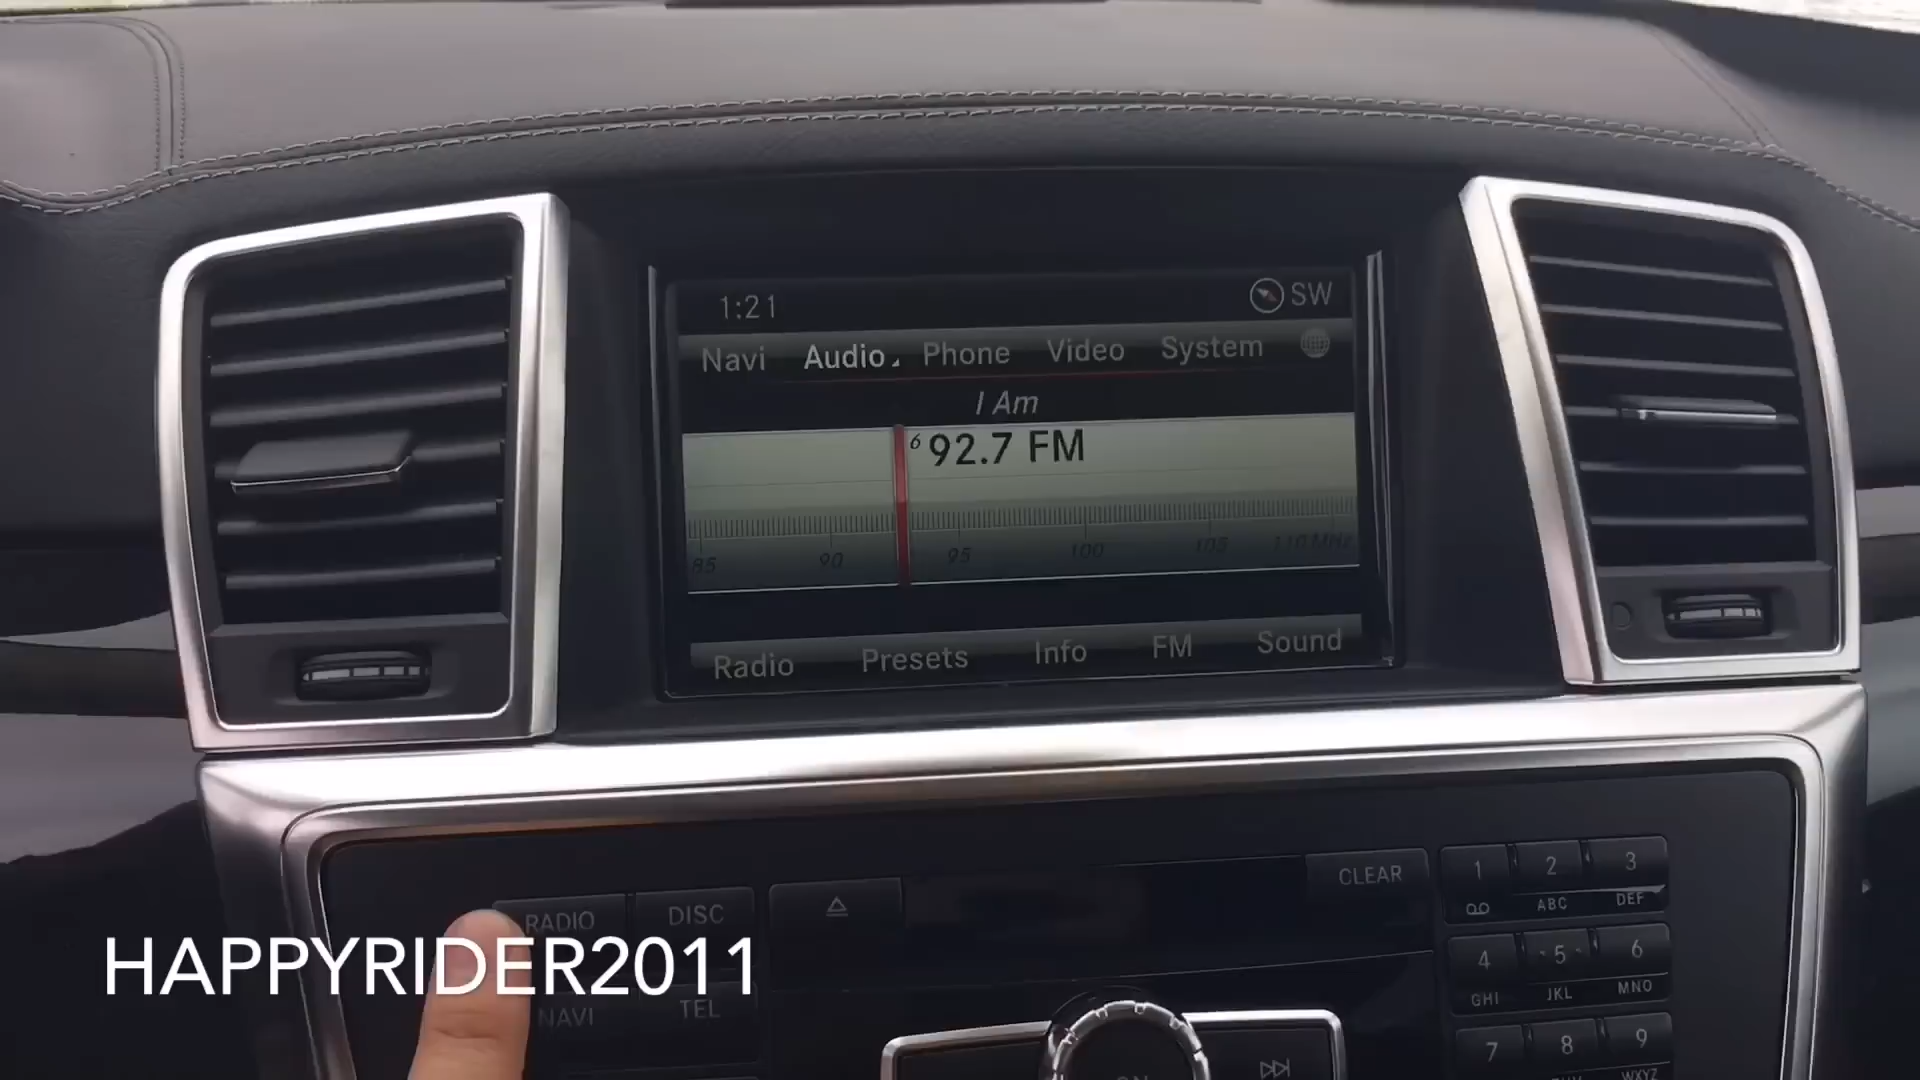 1:21
SW
Navi Audio Phone Video System
I Am
6 92.7 FM
85 90 95 100 105 110 MHz
Radio Presets Info FM Sound
CLEAR
1 2 3
ABC DEF
RADIO DISC
HAPPYRIDER2011
4 5 6
GHI JKL MNO
NAVI TEL
7 8 9
WXYZ